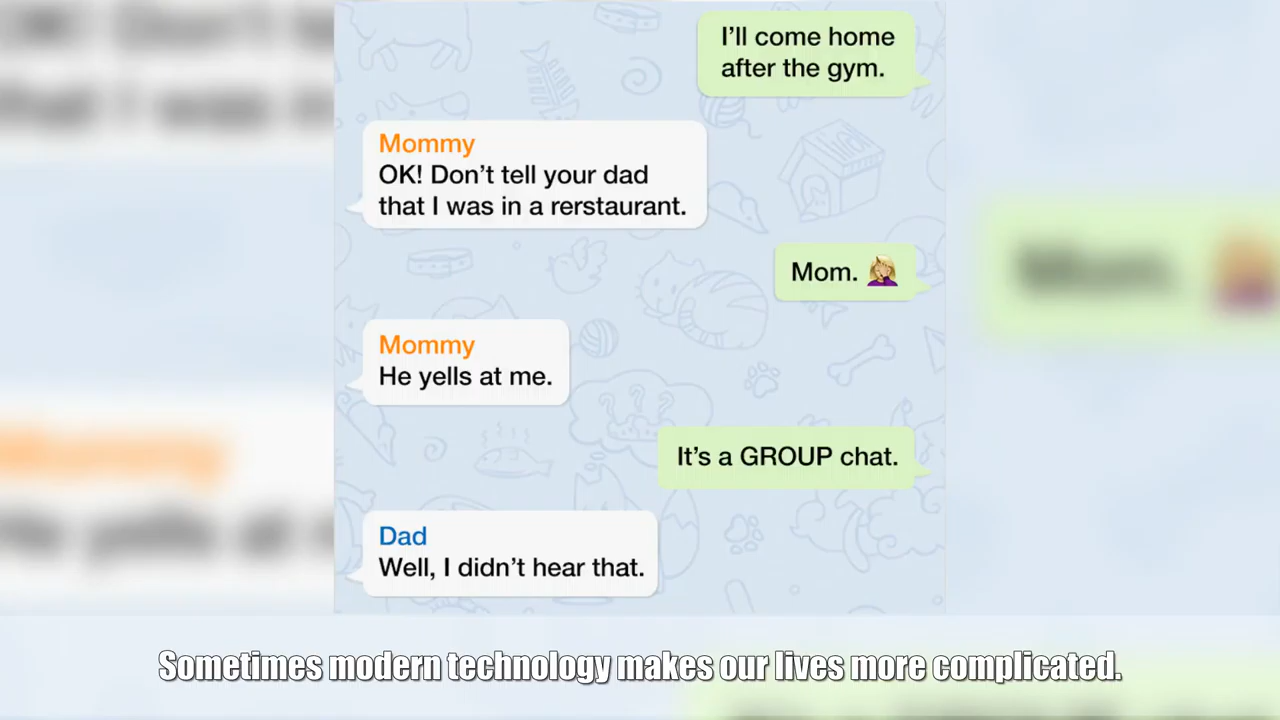 I'll come home
after the gym.
Mommy
OK! Don't tell your dad
that I was in a rerstaurant.
Mom. 🤦🏼‍♀️
Mommy
He yells at me.
It's a GROUP chat.
Dad
Well, I didn't hear that.
Sometimes modern technology makes our lives more complicated.